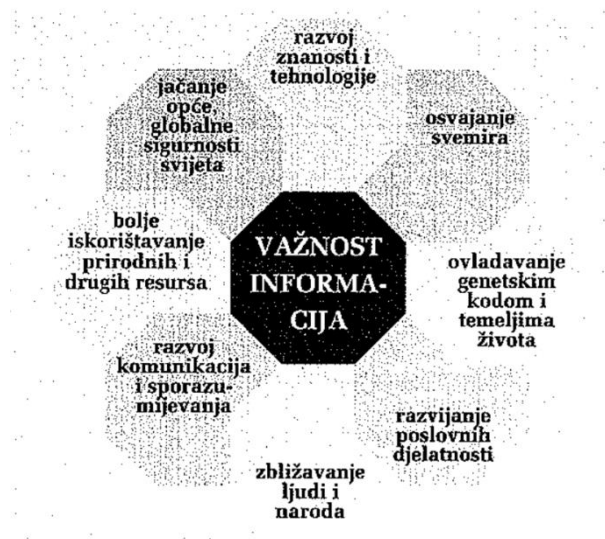 razvoj
znanosti i
tehnologije
jačanje
opće,
globalne
sigurnosti
svijeta
osvajanje
svemira
bolje
iskorištavanje
prirodnih i
drugih resursa
VAŽNOST
INFORMA-
CIJA
ovladavanje
genetskim
kodom i
temeljima
života
razvoj
komunikacija
i sporazu-
mijevanja
razvijanje
poslovnih
djelatnosti
zbližavanje
ljudi i
naroda